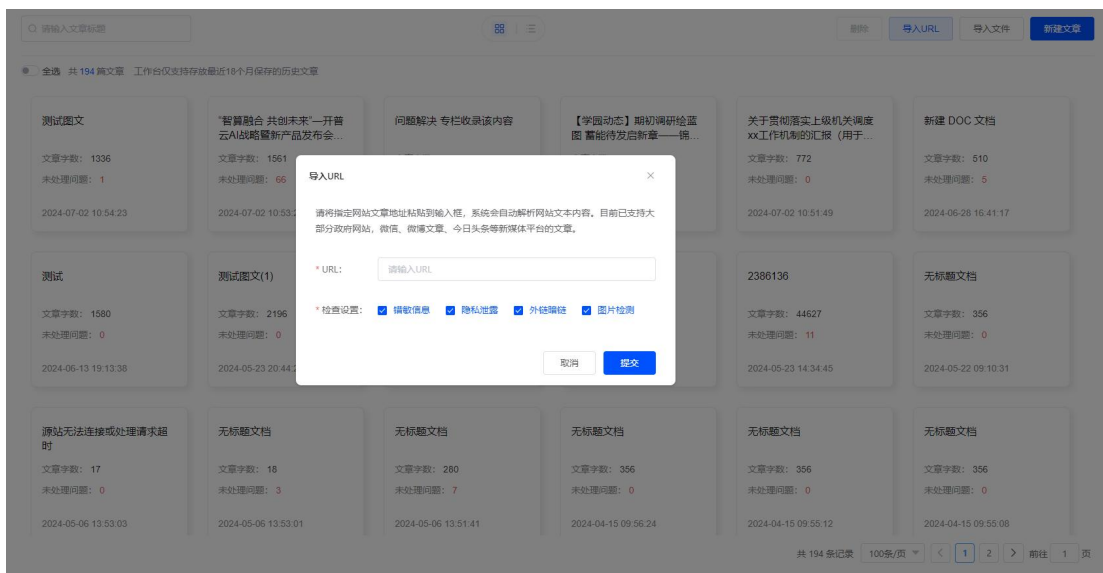 请输入文章标题
删除
导入URL
导入文件
新建文章
全选 共 194 篇文章 工作台仅支持存放最近18个月保存的历史文章
测试图文
文章字数: 1336
未处理问题: 1
2024-07-02 10:54:23
“智算融合 共创未来”—开普
云AI战略暨新产品发布会...
文章字数: 1561
未处理问题: 66
2024-07-02 10:53:2
问题解决 专栏收录该内容
【学园动态】期初调研绘蓝
图 蓄能待发启新章——锦...
关于贯彻落实上级机关调度
xx工作机制的汇报（用于...
文章字数: 772
未处理问题: 0
2024-07-02 10:51:49
新建 DOC 文档
文章字数: 510
未处理问题: 5
2024-06-28 16:41:17
导入URL
请将指定网站文章地址粘贴到输入框，系统会自动解析网站文本内容。目前已支持大
部分政府网站，微信、微博文章、今日头条等新媒体平台的文章。
* URL: 请输入URL
* 检查设置: 错敏信息 隐私泄露 外链暗链 图片检测
取消 提交
测试
文章字数: 1580
未处理问题: 0
2024-06-13 19:13:38
测试图文(1)
文章字数: 2196
未处理问题: 0
2024-05-23 20:44:2
2386136
文章字数: 44627
未处理问题: 11
2024-05-23 14:34:45
无标题文档
文章字数: 356
未处理问题: 0
2024-05-22 09:10:31
源站无法连接或处理请求超
时
文章字数: 17
未处理问题: 0
2024-05-06 13:53:03
无标题文档
文章字数: 18
未处理问题: 3
2024-05-06 13:53:01
无标题文档
文章字数: 280
未处理问题: 7
2024-05-06 13:51:41
无标题文档
文章字数: 356
未处理问题: 0
2024-04-15 09:56:24
无标题文档
文章字数: 356
未处理问题: 0
2024-04-15 09:55:12
无标题文档
文章字数: 356
未处理问题: 0
2024-04-15 09:55:08
共 194 条记录 100条/页 1 2 前往 1 页